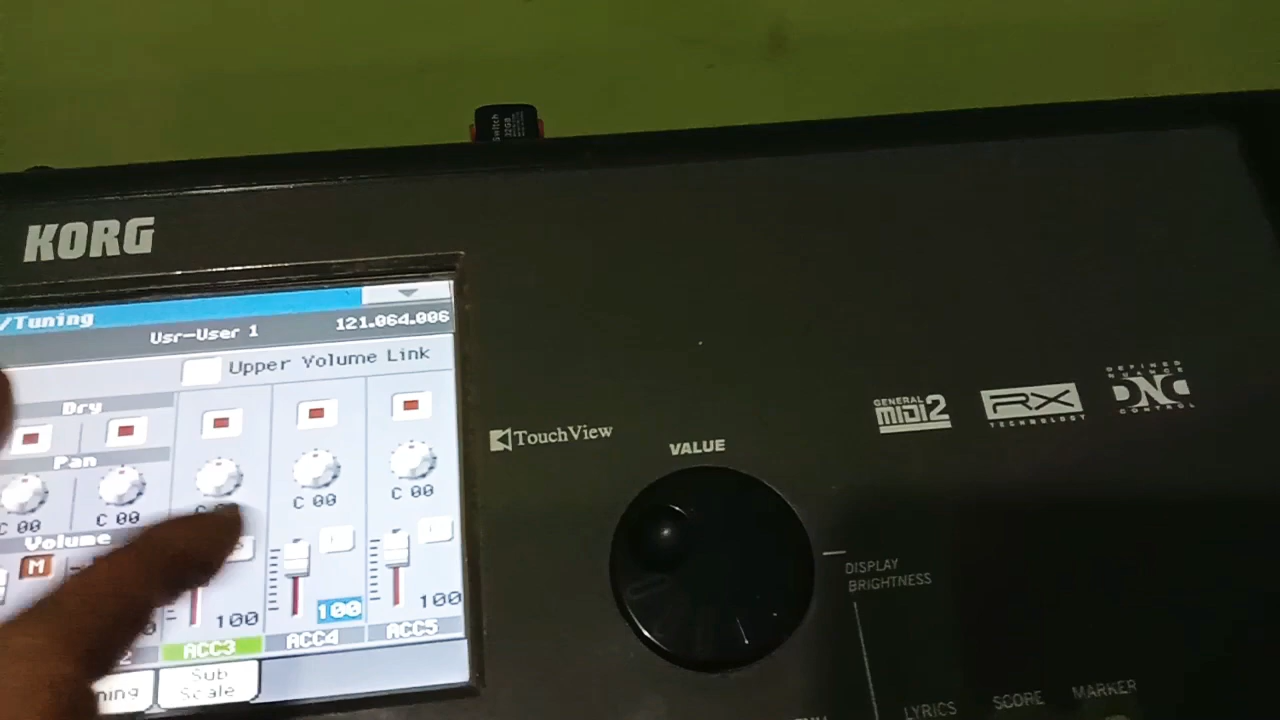 Switch
32GB
KORG
/Tuning
Usr-User 1
121.064.006
Upper Volume Link
Dry
Pan
C 00
C 00
C 00
C 00
Volume
M
100
100
100
ACC3
ACC4
ACC5
Sub
Scale
TouchView
VALUE
GENERAL
MIDI2
RX
TECHNOLOGY
DEFINED
NUANCE
DNC
CONTROL
DISPLAY
BRIGHTNESS
LYRICS
SCORE
MARKER